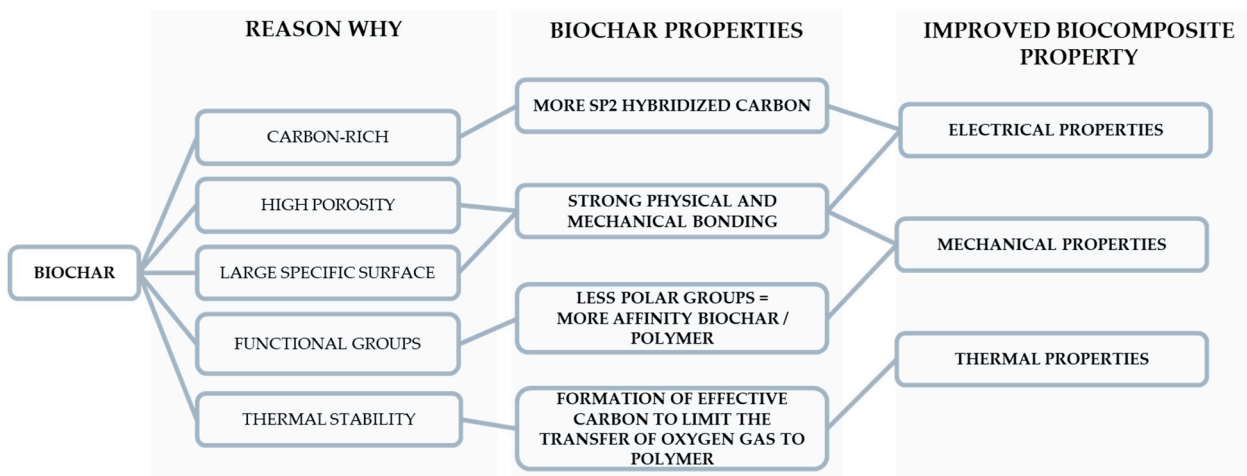 REASON WHY
BIOCHAR PROPERTIES
IMPROVED BIOCOMPOSITE
PROPERTY
BIOCHAR
CARBON-RICH
HIGH POROSITY
LARGE SPECIFIC SURFACE
FUNCTIONAL GROUPS
THERMAL STABILITY
MORE SP2 HYBRIDIZED CARBON
STRONG PHYSICAL AND
MECHANICAL BONDING
LESS POLAR GROUPS =
MORE AFFINITY BIOCHAR /
POLYMER
FORMATION OF EFFECTIVE
CARBON TO LIMIT THE
TRANSFER OF OXYGEN GAS TO
POLYMER
ELECTRICAL PROPERTIES
MECHANICAL PROPERTIES
THERMAL PROPERTIES